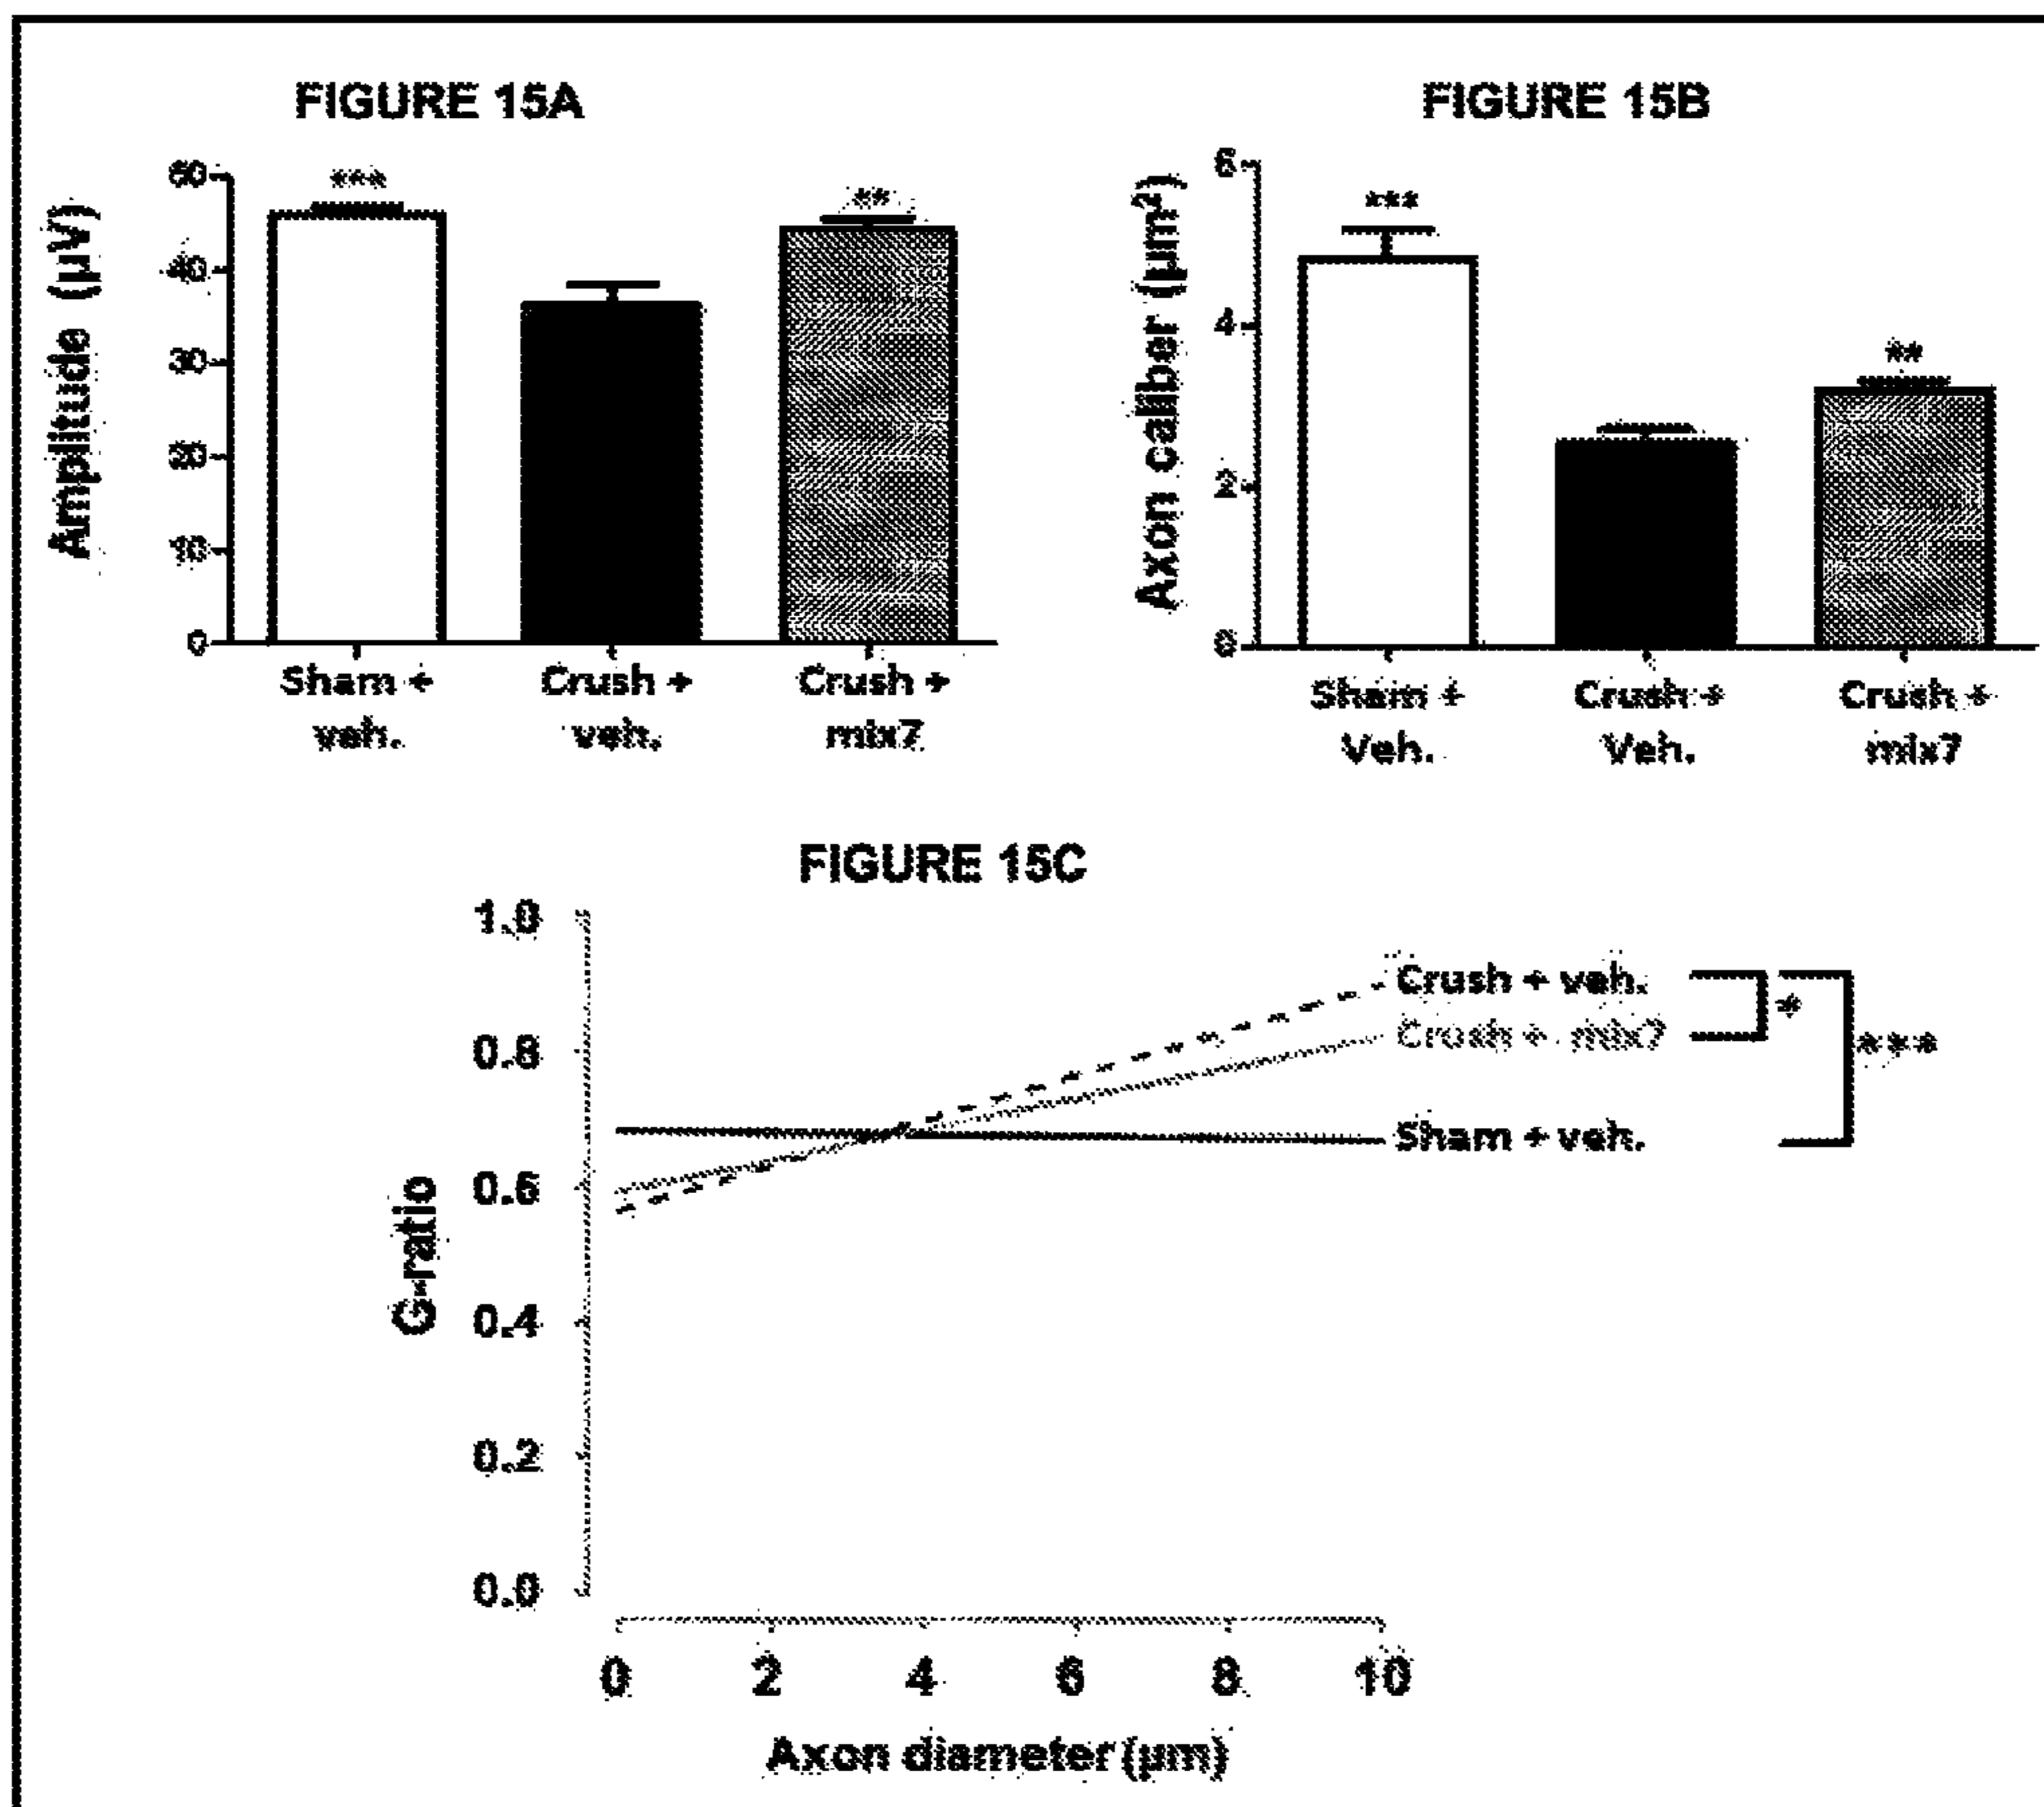 FIGURE 15A
Amplitude (µV)
50
40
30
20
10
0
***
**
Sham +
veh.
Crush +
veh.
Crush +
mix7
FIGURE 15B
Axon caliber (µm²)
6
4
2
0
***
**
Sham +
Veh.
Crush +
Veh.
Crush +
mix7
FIGURE 15C
G-ratio
1.0
0.8
0.6
0.4
0.2
0.0
Crush + veh.
Crush + mix7
Sham + veh.
*
***
0 2 4 6 8 10
Axon diameter (µm)